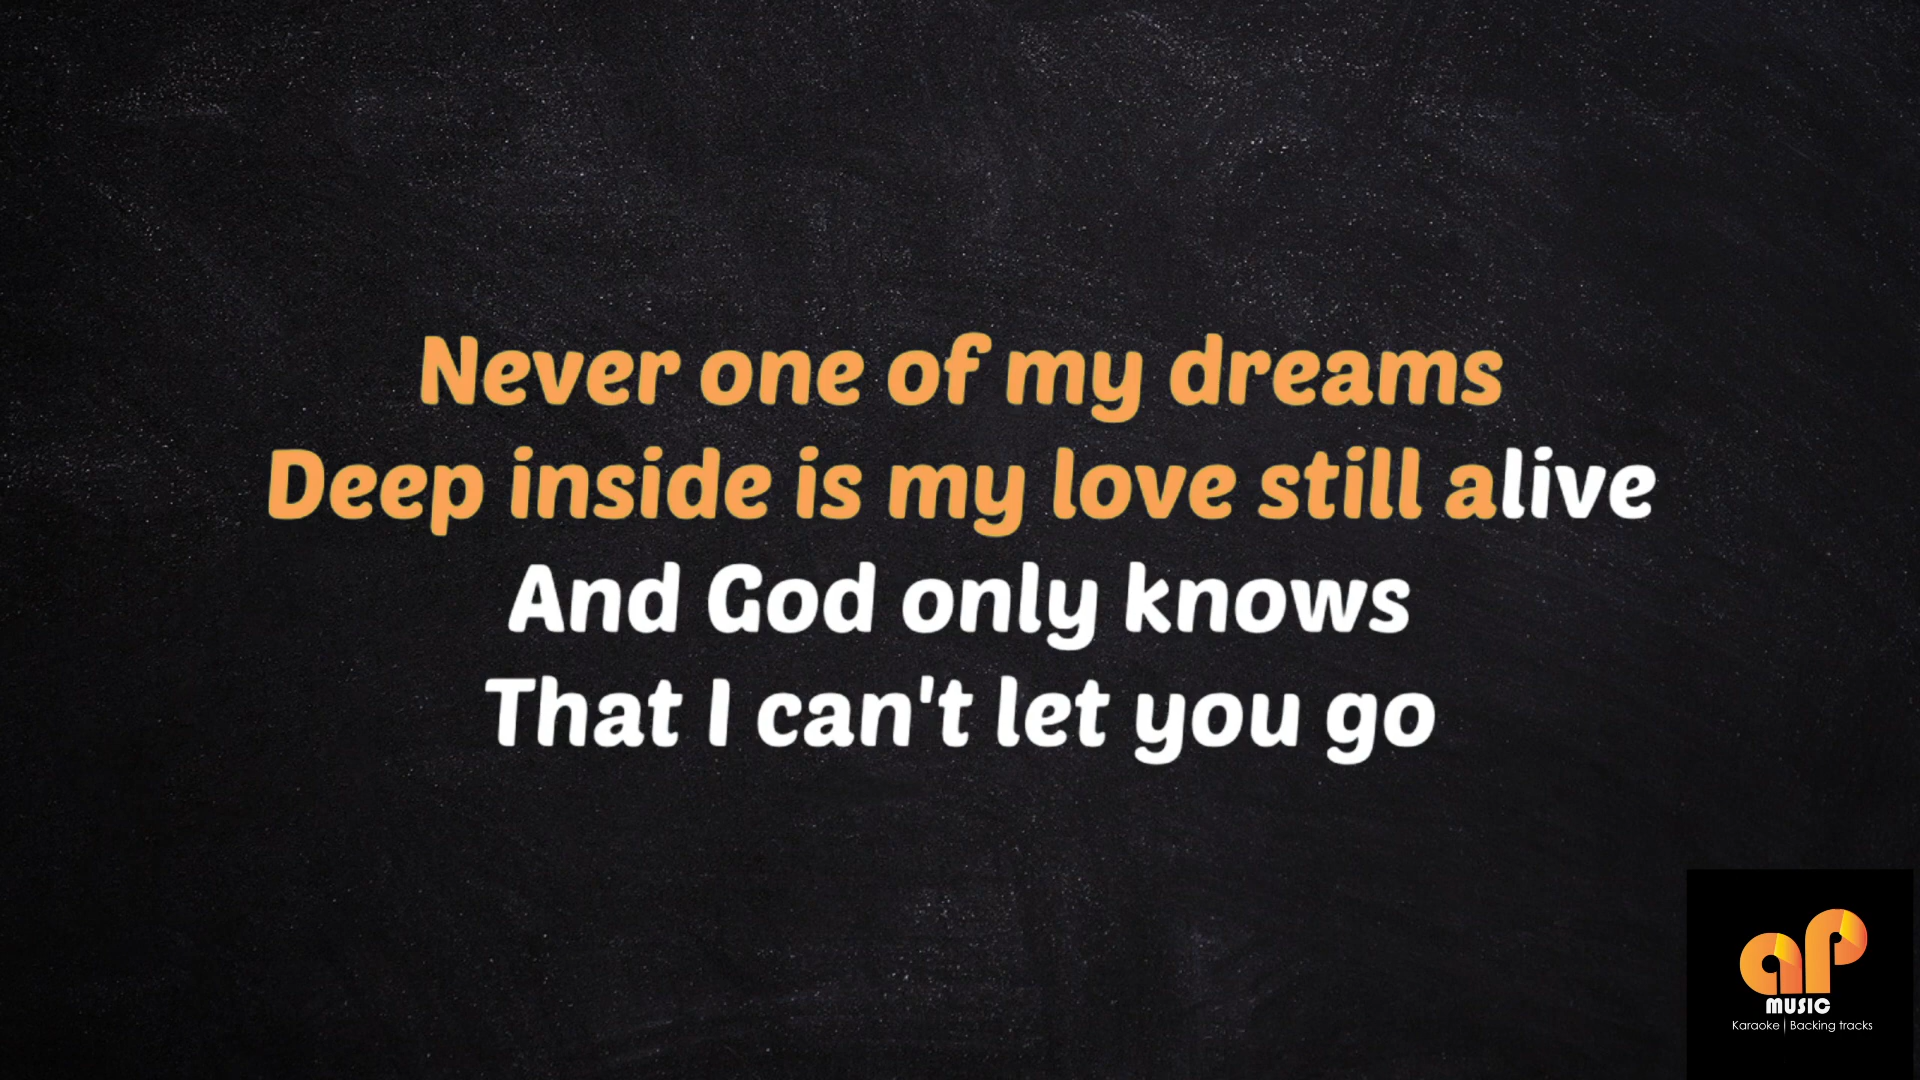 Never one of my dreams
Deep inside is my love still alive
And God only knows
That I can't let you go
ap
MUSIC
Karaoke | Backing tracks